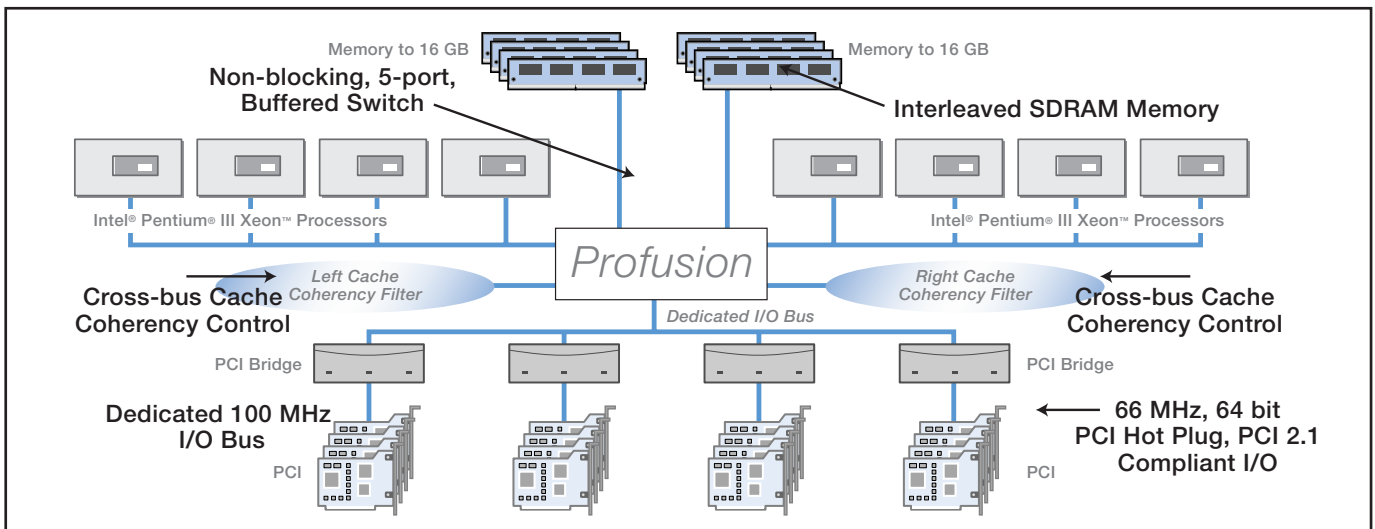 Memory to 16 GB
Memory to 16 GB
Non-blocking, 5-port,
Buffered Switch
Interleaved SDRAM Memory
Intel® Pentium® III Xeon™ Processors
Intel® Pentium® III Xeon™ Processors
Profusion
Left Cache
Coherency Filter
Right Cache
Coherency Filter
Cross-bus Cache
Coherency Control
Cross-bus Cache
Coherency Control
Dedicated I/O Bus
PCI Bridge
PCI Bridge
Dedicated 100 MHz
I/O Bus
66 MHz, 64 bit
PCI Hot Plug, PCI 2.1
Compliant I/O
PCI
PCI